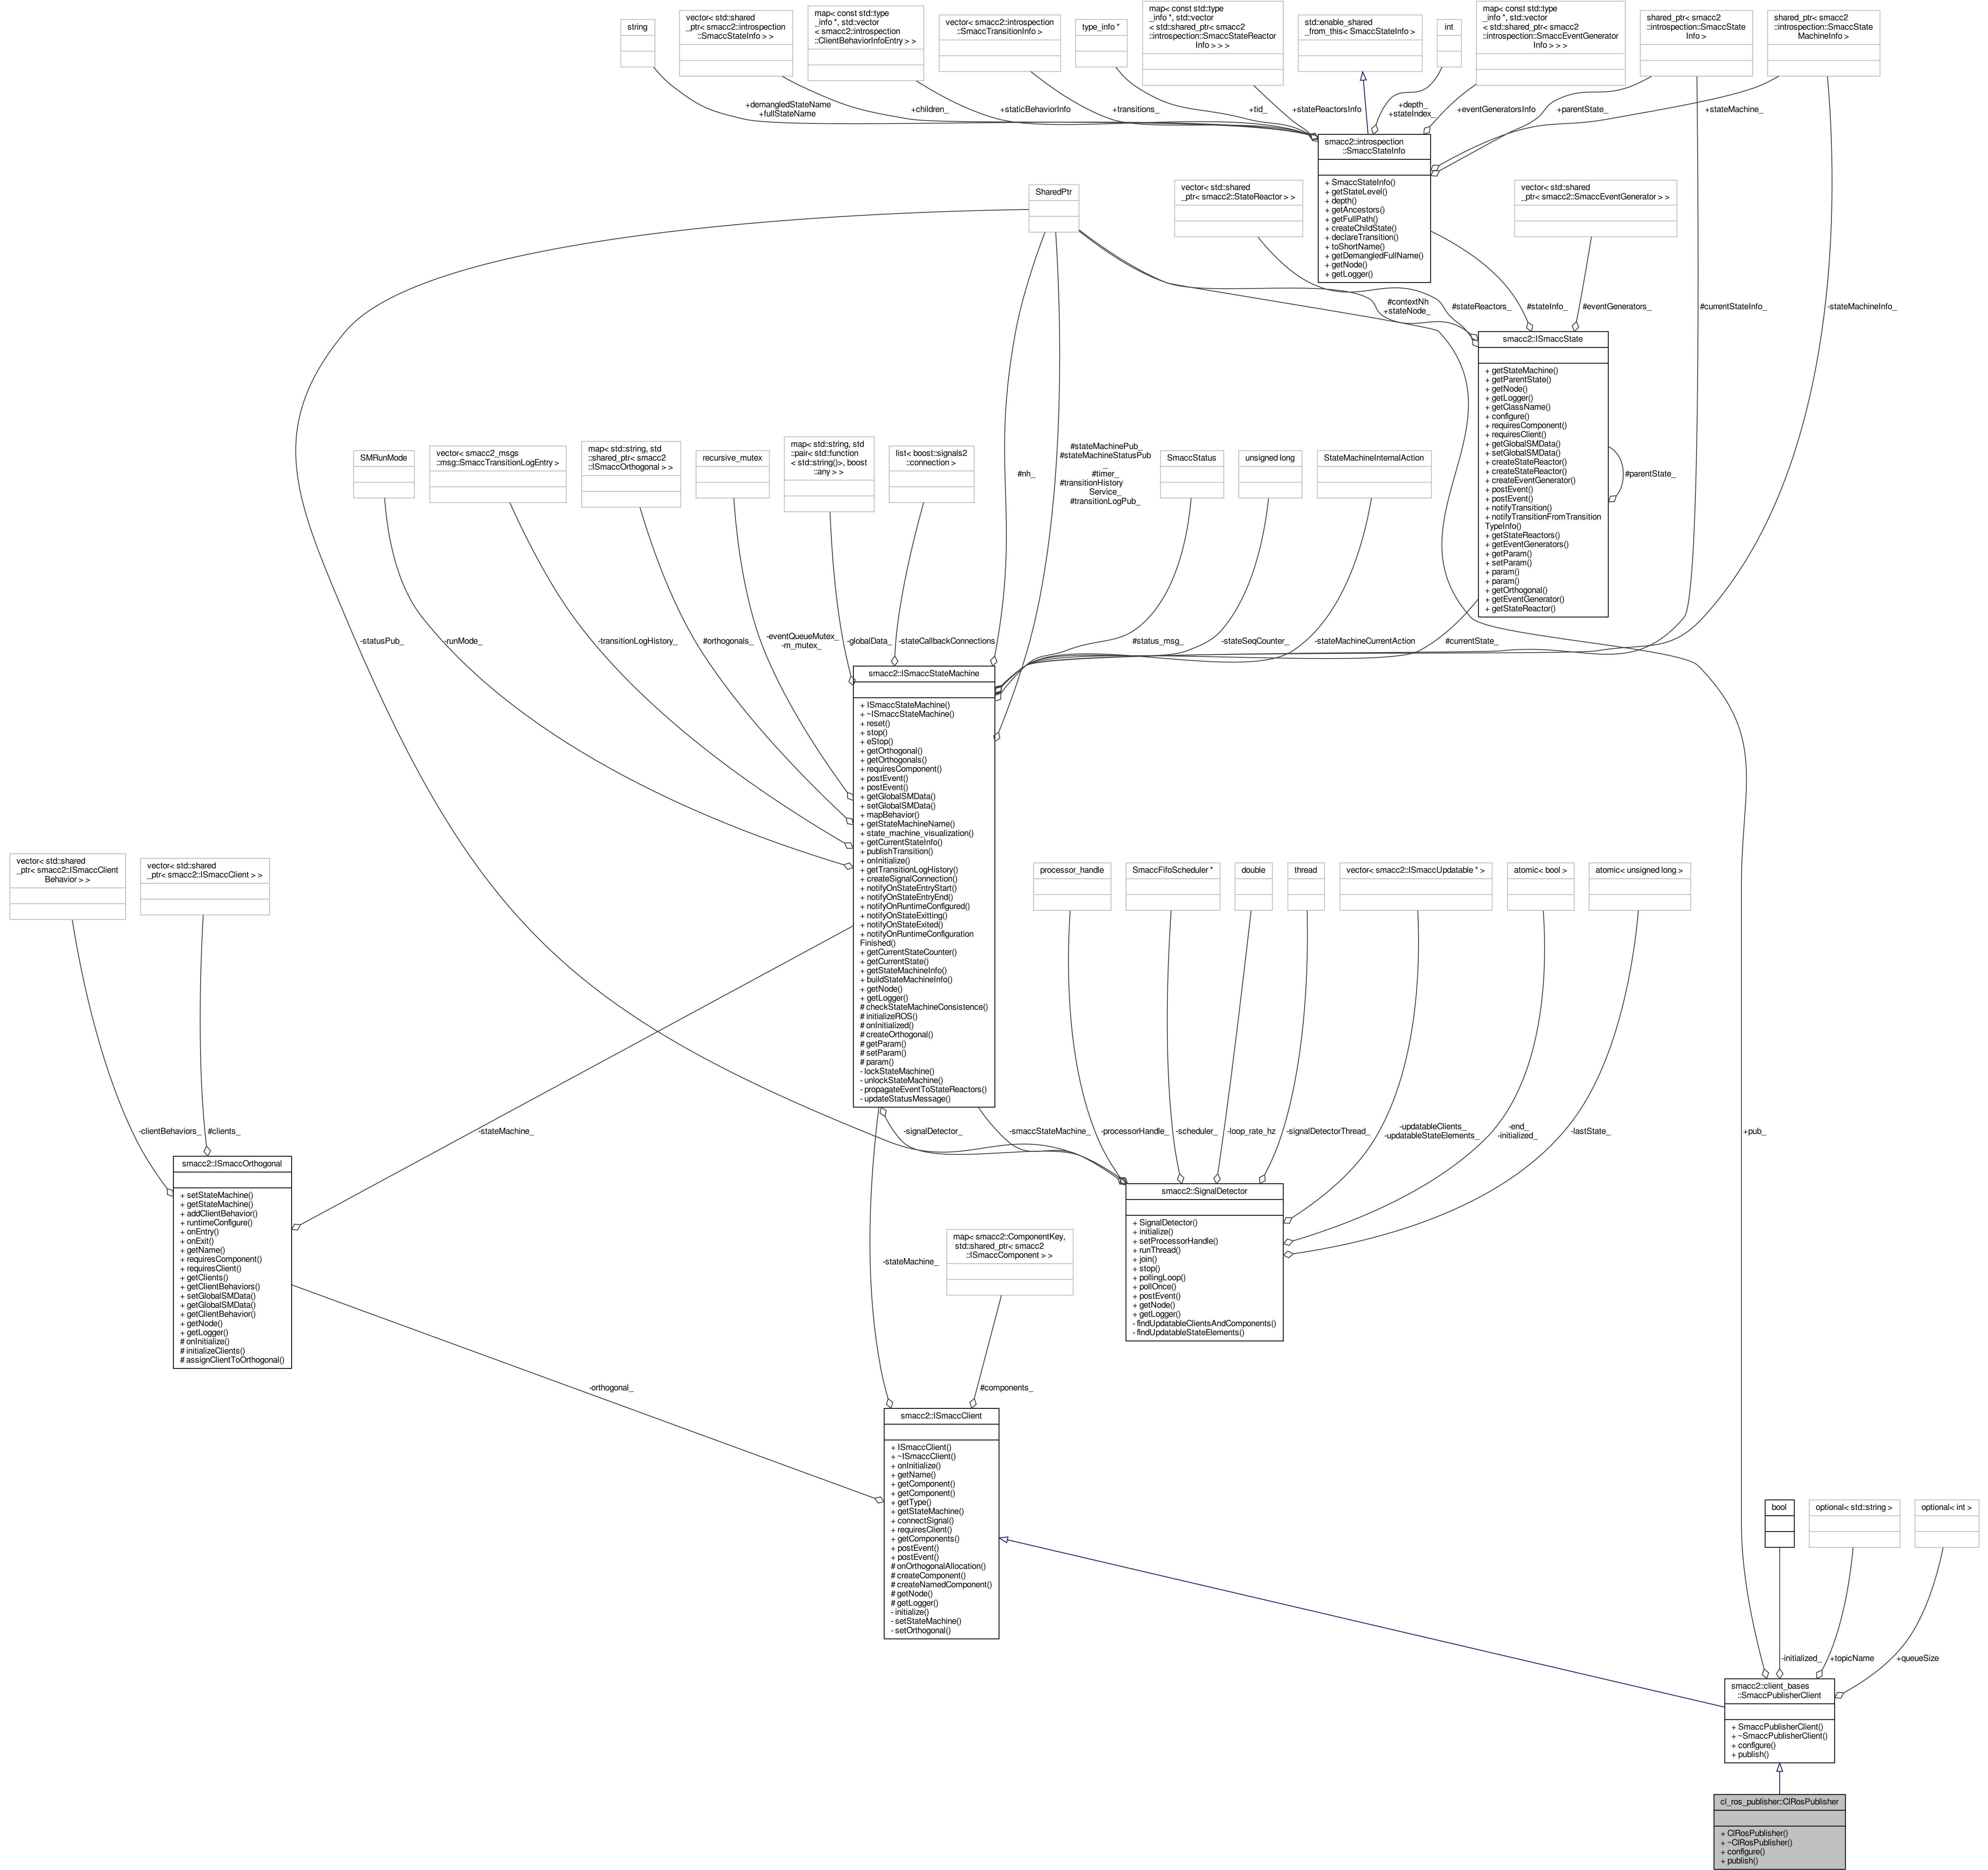 string
vector< std::shared
_ptr< smacc2::introspection
::SmaccStateInfo > >
map< const std::type
_info *, std::vector
< smacc2::introspection
::ClientBehaviorInfoEntry > >
vector< smacc2::introspection
::SmaccTransitionInfo >
type_info *
map< const std::type
_info *, std::vector
< std::shared_ptr< smacc2
::introspection::SmaccStateReactor
Info > > >
std::enable_shared
_from_this< SmaccStateInfo >
int
map< const std::type
_info *, std::vector
< std::shared_ptr< smacc2
::introspection::SmaccEventGenerator
Info > > >
shared_ptr< smacc2
::introspection::SmaccState
Info >
shared_ptr< smacc2
::introspection::SmaccState
MachineInfo >
+demangledStateName
+fullStateName
+children_
+staticBehaviorInfo
+transitions_
+tid_
+stateReactorsInfo
+depth_
+stateIndex_
+eventGeneratorsInfo
+parentState_
+stateMachine_
smacc2::introspection
::SmaccStateInfo
+ SmaccStateInfo()
+ getStateLevel()
+ depth()
+ getAncestors()
+ getFullPath()
+ createChildState()
+ declareTransition()
+ toShortName()
+ getDemangledFullName()
+ getNode()
+ getLogger()
SharedPtr
vector< std::shared
_ptr< smacc2::StateReactor > >
vector< std::shared
_ptr< smacc2::SmaccEventGenerator > >
#contextNh
+stateNode_
#stateReactors_
#stateInfo_
#eventGenerators_
#currentStateInfo_
-stateMachineInfo_
smacc2::ISmaccState
+ getStateMachine()
+ getParentState()
+ getNode()
+ getLogger()
+ getClassName()
+ configure()
+ requiresComponent()
+ requiresClient()
+ getGlobalSMData()
+ setGlobalSMData()
+ createStateReactor()
+ createStateReactor()
+ createEventGenerator()
+ postEvent()
+ postEvent()
+ notifyTransition()
+ notifyTransitionFromTransition
TypeInfo()
+ getStateReactors()
+ getEventGenerators()
+ getParam()
+ setParam()
+ param()
+ param()
+ getOrthogonal()
+ getEventGenerator()
+ getStateReactor()
#parentState_
SMRunMode
vector< smacc2_msgs
::msg::SmaccTransitionLogEntry >
map< std::string, std
::shared_ptr< smacc2
::ISmaccOrthogonal > >
recursive_mutex
map< std::string, std
::pair< std::function
< std::string()>, boost
::any > >
list< boost::signals2
::connection >
#nh_
#stateMachinePub_
#stateMachineStatusPub
_
#timer_
#transitionHistory
Service_
#transitionLogPub_
SmaccStatus
unsigned long
StateMachineInternalAction
-statusPub_
-runMode_
-transitionLogHistory_
#orthogonals_
-eventQueueMutex_
-m_mutex_
-globalData_
-stateCallbackConnections
#status_msg_
-stateSeqCounter_
-stateMachineCurrentAction
#currentState_
smacc2::ISmaccStateMachine
+ ISmaccStateMachine()
+ ~ISmaccStateMachine()
+ reset()
+ stop()
+ eStop()
+ getOrthogonal()
+ getOrthogonals()
+ requiresComponent()
+ postEvent()
+ postEvent()
+ getGlobalSMData()
+ setGlobalSMData()
+ mapBehavior()
+ getStateMachineName()
+ state_machine_visualization()
+ getCurrentStateInfo()
+ publishTransition()
+ onInitialize()
+ getTransitionLogHistory()
+ createSignalConnection()
+ notifyOnStateEntryStart()
+ notifyOnStateEntryEnd()
+ notifyOnRuntimeConfigured()
+ notifyOnStateExitting()
+ notifyOnStateExited()
+ notifyOnRuntimeConfiguration
Finished()
+ getCurrentStateCounter()
+ getCurrentState()
+ getStateMachineInfo()
+ buildStateMachineInfo()
+ getNode()
+ getLogger()
# checkStateMachineConsistence()
# initializeROS()
# onInitialized()
# createOrthogonal()
# getParam()
# setParam()
# param()
- lockStateMachine()
- unlockStateMachine()
- propagateEventToStateReactors()
- updateStatusMessage()
vector< std::shared
_ptr< smacc2::ISmaccClient
Behavior > >
vector< std::shared
_ptr< smacc2::ISmaccClient > >
processor_handle
SmaccFifoScheduler *
double
thread
vector< smacc2::ISmaccUpdatable * >
atomic< bool >
atomic< unsigned long >
-clientBehaviors_
#clients_
-stateMachine_
-signalDetector_
-smaccStateMachine_
-processorHandle_
-scheduler_
-loop_rate_hz
-signalDetectorThread_
-updatableClients_
-updatableStateElements_
-end_
-initialized_
-lastState_
+pub_
smacc2::ISmaccOrthogonal
+ setStateMachine()
+ getStateMachine()
+ addClientBehavior()
+ runtimeConfigure()
+ onEntry()
+ onExit()
+ getName()
+ requiresComponent()
+ requiresClient()
+ getClients()
+ getClientBehaviors()
+ setGlobalSMData()
+ getGlobalSMData()
+ getClientBehavior()
+ getNode()
+ getLogger()
# onInitialize()
# initializeClients()
# assignClientToOrthogonal()
smacc2::SignalDetector
+ SignalDetector()
+ initialize()
+ setProcessorHandle()
+ runThread()
+ join()
+ stop()
+ pollingLoop()
+ pollOnce()
+ postEvent()
+ getNode()
+ getLogger()
- findUpdatableClientsAndComponents()
- findUpdatableStateElements()
-stateMachine_
map< smacc2::ComponentKey,
std::shared_ptr< smacc2
::ISmaccComponent > >
-orthogonal_
#components_
smacc2::ISmaccClient
+ ISmaccClient()
+ ~ISmaccClient()
+ onInitialize()
+ getName()
+ getComponent()
+ getComponent()
+ getType()
+ getStateMachine()
+ connectSignal()
+ requiresClient()
+ getComponents()
+ postEvent()
+ postEvent()
# onOrthogonalAllocation()
# createComponent()
# createNamedComponent()
# getNode()
# getLogger()
- initialize()
- setStateMachine()
- setOrthogonal()
bool
optional< std::string >
optional< int >
-initialized_
+topicName
+queueSize
smacc2::client_bases
::SmaccPublisherClient
+ SmaccPublisherClient()
+ ~SmaccPublisherClient()
+ configure()
+ publish()
cl_ros_publisher::ClRosPublisher
+ ClRosPublisher()
+ ~ClRosPublisher()
+ configure()
+ publish()